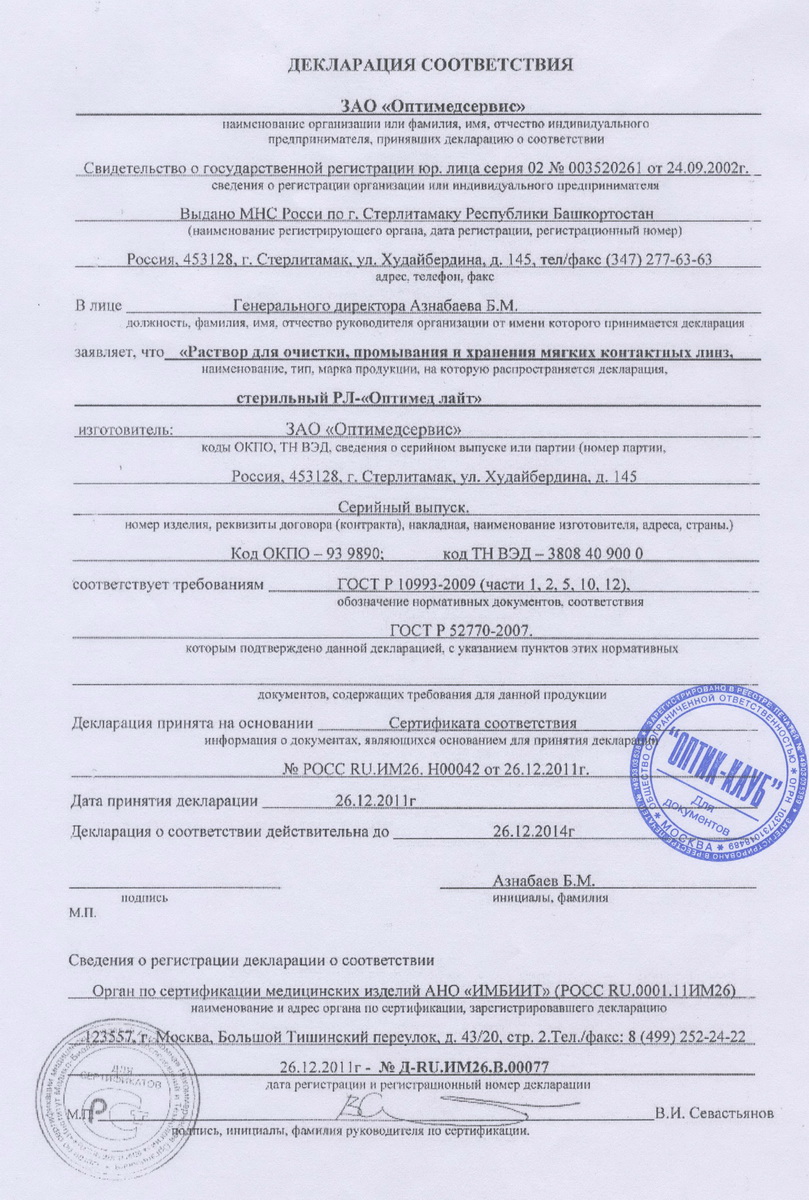 ДЕКЛАРАЦИЯ СООТВЕТСТВИЯ
ЗАО «Оптимедсервис»
наименование организации или фамилия, имя, отчество индивидуального
предпринимателя, принявших декларацию о соответствии
Свидетельство о государственной регистрации юр. лица серия 02 № 003520261 от 24.09.2002г.
сведения о регистрации организации или индивидуального предпринимателя
Выдано МНС Росси по г. Стерлитамаку Республики Башкортостан
(наименование регистрирующего органа, дата регистрации, регистрационный номер)
Россия, 453128, г. Стерлитамак, ул. Худайбердина, д. 145, тел/факс (347) 277-63-63
адрес, телефон, факс
В лице Генерального директора Азнабаева Б.М.
должность, фамилия, имя, отчество руководителя организации от имени которого принимается декларация
заявляет, что «Раствор для очистки, промывания и хранения мягких контактных линз,
наименование, тип, марка продукции, на которую распространяется декларация,
стерильный РЛ-«Оптимед лайт»
изготовитель: ЗАО «Оптимедсервис»
коды ОКПО, ТН ВЭД, сведения о серийном выпуске или партии (номер партии,
Россия, 453128, г. Стерлитамак, ул. Худайбердина, д. 145
Серийный выпуск.
номер изделия, реквизиты договора (контракта), накладная, наименование изготовителя, адреса, страны.)
Код ОКПО – 93 9890; код ТН ВЭД – 3808 40 900 0
соответствует требованиям ГОСТ Р 10993-2009 (части 1, 2, 5, 10, 12),
обозначение нормативных документов, соответствия
ГОСТ Р 52770-2007.
которым подтверждено данной декларацией, с указанием пунктов этих нормативных
документов, содержащих требования для данной продукции
Декларация принята на основании Сертификата соответствия
информация о документах, являющихся основанием для принятия декларации
№ РОСС RU.ИМ26. Н00042 от 26.12.2011г.
"ОПТИК-КЛУБ"
Для
документов
* МОСКВА *
Дата принятия декларации 26.12.2011г
Декларация о соответствии действительна до 26.12.2014г
Азнабаев Б.М.
подпись инициалы, фамилия
М.П.
Сведения о регистрации декларации о соответствии
Орган по сертификации медицинских изделий АНО «ИМБИИТ» (РОСС RU.0001.11ИМ26)
наименование и адрес органа по сертификации, зарегистрировавшего декларацию
123557, г. Москва, Большой Тишинский переулок, д. 43/20, стр. 2.Тел./факс: 8 (499) 252-24-22
26.12.2011г - № Д-RU.ИМ26.В.00077
дата регистрации и регистрационный номер декларации
ДЛЯ
СЕРТИФИКАТОВ
М.П. В.И. Севастьянов
подпись, инициалы, фамилия руководителя по сертификации.